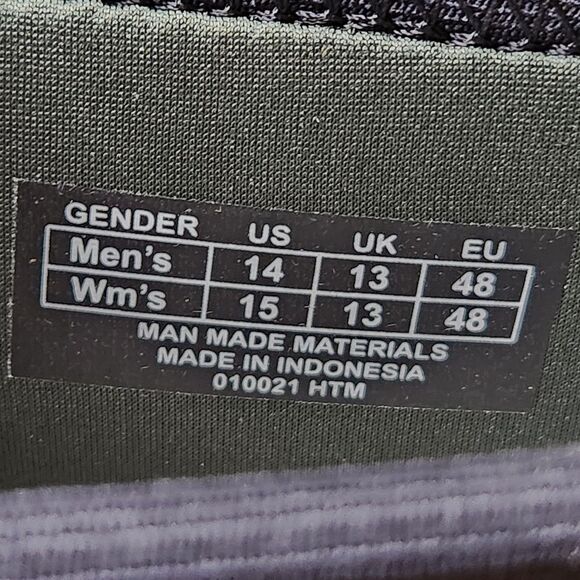 GENDER US UK EU
Men's 14 13 48
Wm's 15 13 48
MAN MADE MATERIALS
MADE IN INDONESIA
010021 HTM